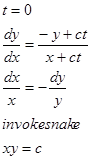 t = 0
dy/dx = (-y + ct)/(x + ct)
dx/x = -dy/y
invokesnake
xy = c